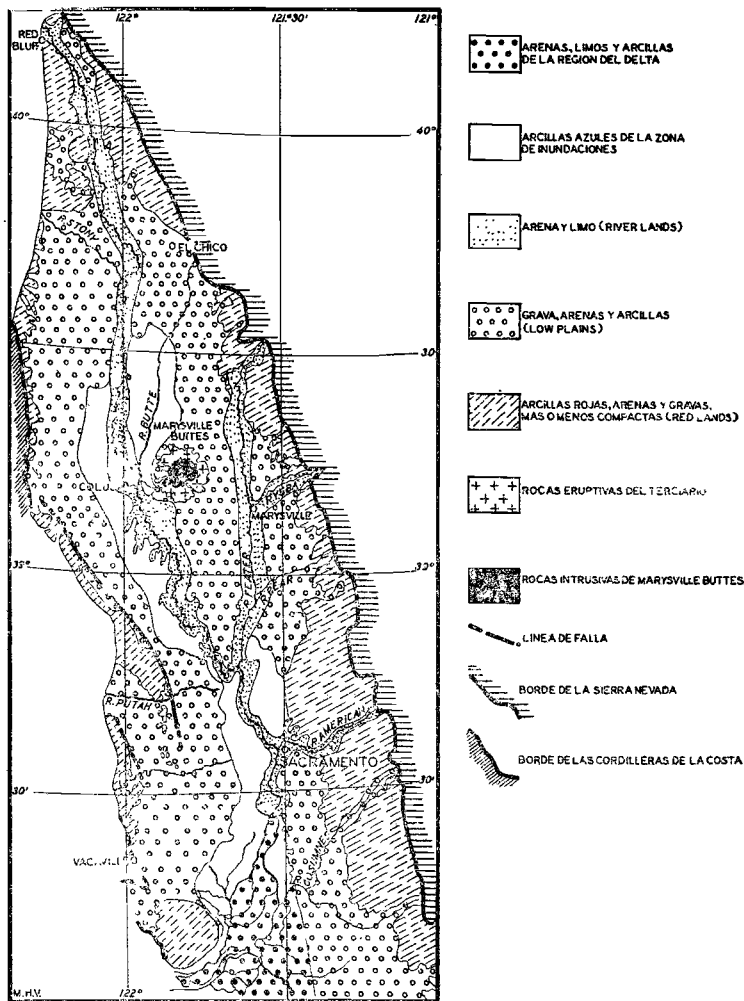 122°
121°30'
121°
RED
BLUFF
40°
40°
R. STONY
EL CHICO
30'
R. BUTTE
MARYSVILLE
BUTTES
MARYSVILLE
R. PUTAH
R. AMERICAN
SACRAMENTO
30'
30'
122°
M.H.V.
ARENAS, LIMOS Y ARCILLAS
DE LA REGION DEL DELTA
ARCILLAS AZULES DE LA ZONA
DE INUNDACIONES
ARENA Y LIMO (RIVER LANDS)
GRAVA, ARENAS Y ARCILLAS
(LOW PLAINS)
ARCILLAS ROJAS, ARENAS Y GRAVAS,
MAS O MENOS COMPACTAS (RED LANDS)
ROCAS ERUPTIVAS DEL TERCIARIO
ROCAS INTRUSIVAS DE MARYSVILLE BUTTES
LINEA DE FALLA
BORDE DE LA SIERRA NEVADA
BORDE DE LAS CORDILLERAS DE LA COSTA